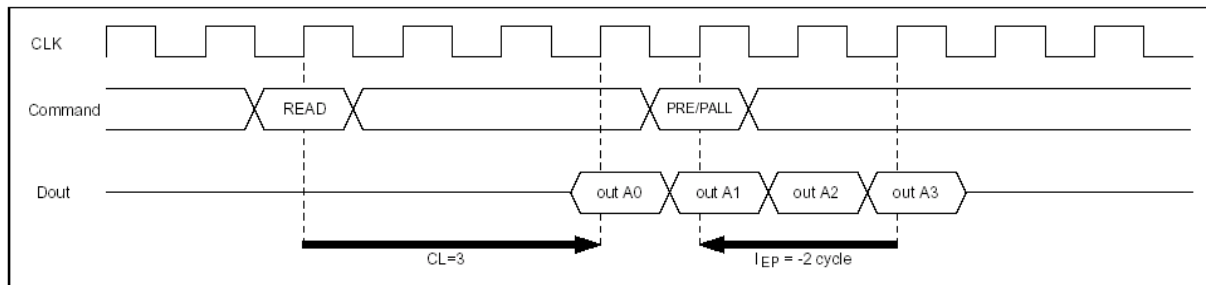 CLK
Command
READ
PRE/PALL
Dout
out A0
out A1
out A2
out A3
CL=3
lEP = -2 cycle